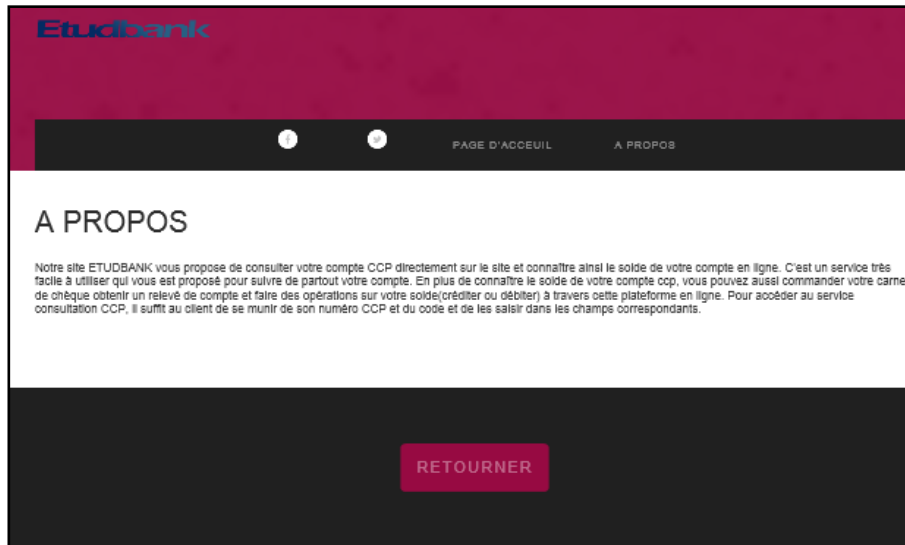 Etudbank
PAGE D'ACCEUIL A PROPOS
A PROPOS
Notre site ETUDBANK vous propose de consulter votre compte CCP directement sur le site et connaître ainsi le solde de votre compte en ligne. C'est un service très
facile à utiliser qui vous est proposé pour suivre de partout votre compte. En plus de connaître le solde de votre compte ccp, vous pouvez aussi commander votre carne
de chèque obtenir un relevé de compte et faire des opérations sur votre solde(créditer ou débiter) à travers cette plateforme en ligne. Pour accéder au service
consultation CCP, il suffit au client de se munir de son numéro CCP et du code et de les saisir dans les champs correspondants.
RETOURNER